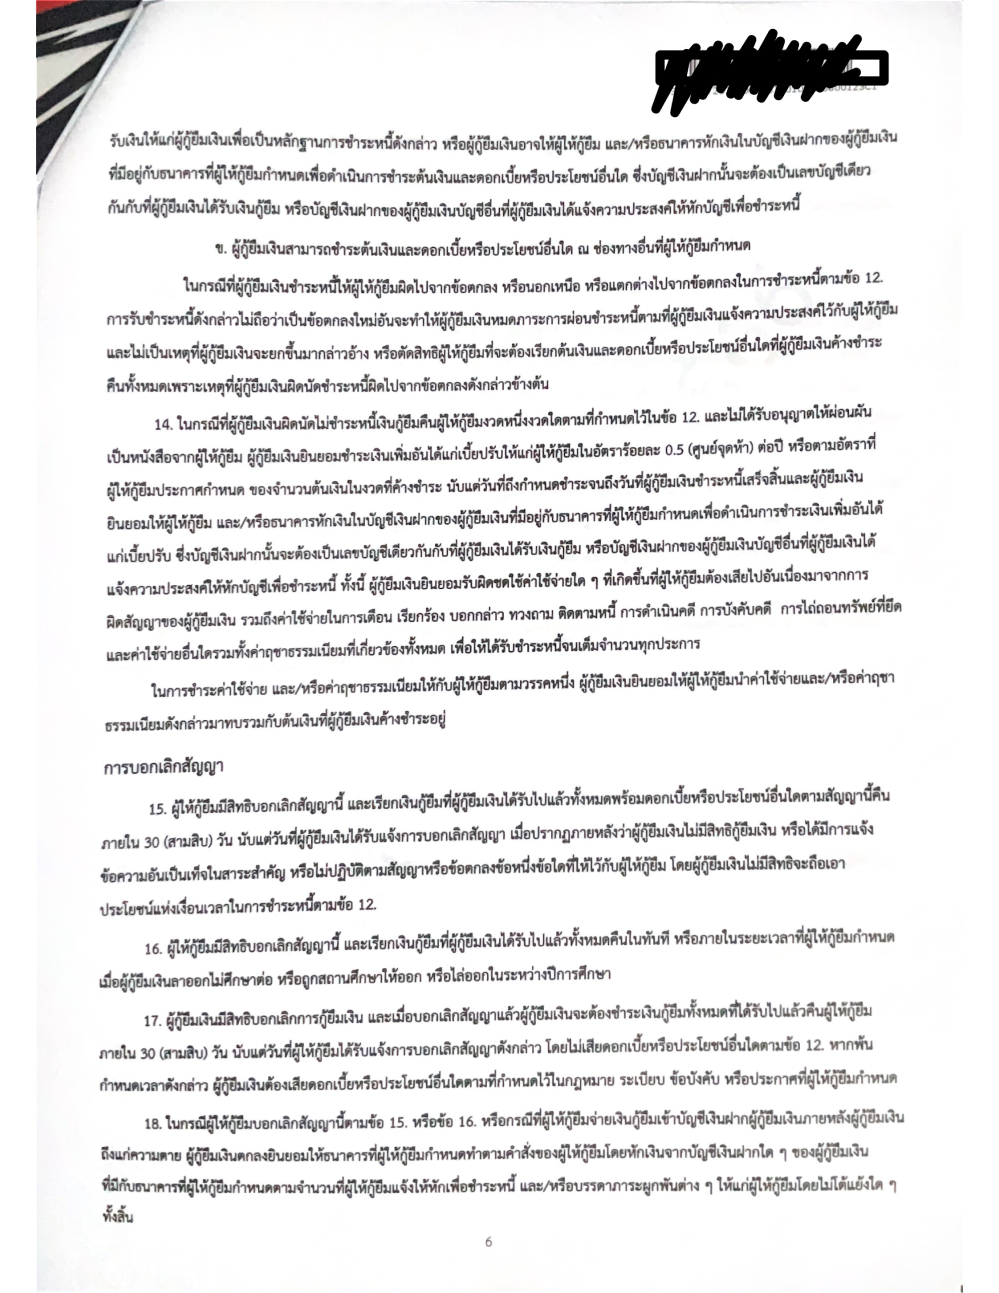 รับเงินให้แก่ผู้กู้ยืมเงินเพื่อเป็นหลักฐานการชำระหนี้ดังกล่าว หรือผู้กู้ยืมเงินอาจให้ผู้ให้กู้ยืม และ/หรือธนาคารหักเงินในบัญชีเงินฝากของผู้กู้ยืมเงิน
ที่มีอยู่กับธนาคารที่ผู้ให้กู้ยืมกำหนดเพื่อดำเนินการชำระต้นเงินและดอกเบี้ยหรือประโยชน์อื่นใด ซึ่งบัญชีเงินฝากนั้นจะต้องเป็นเลขบัญชีเดียว
กันกับที่ผู้กู้ยืมเงินได้รับเงินกู้ยืม หรือบัญชีเงินฝากของผู้กู้ยืมเงินบัญชีอื่นที่ผู้กู้ยืมเงินได้แจ้งความประสงค์ให้หักบัญชีเพื่อชำระหนี้
ข. ผู้กู้ยืมเงินสามารถชำระต้นเงินและดอกเบี้ยหรือประโยชน์อื่นใด ณ ช่องทางอื่นที่ผู้ให้กู้ยืมกำหนด
ในกรณีที่ผู้กู้ยืมเงินชำระหนี้ให้ผู้ให้กู้ยืมผิดไปจากข้อตกลง หรือนอกเหนือ หรือแตกต่างไปจากข้อตกลงในการชำระหนี้ตามข้อ 12.
การรับชำระหนี้ดังกล่าวไม่ถือว่าเป็นข้อตกลงใหม่อันจะทำให้ผู้กู้ยืมเงินหมดภาระการผ่อนชำระหนี้ตามที่ผู้กู้ยืมเงินแจ้งความประสงค์ไว้กับผู้ให้กู้ยืม
และไม่เป็นเหตุที่ผู้กู้ยืมเงินจะยกขึ้นมากล่าวอ้าง หรือตัดสิทธิผู้ให้กู้ยืมที่จะต้องเรียกต้นเงินและดอกเบี้ยหรือประโยชน์อื่นใดที่ผู้กู้ยืมเงินค้างชำระ
คืนทั้งหมดเพราะเหตุที่ผู้กู้ยืมเงินผิดนัดชำระหนี้ผิดไปจากข้อตกลงดังกล่าวข้างต้น
14. ในกรณีที่ผู้กู้ยืมเงินผิดนัดไม่ชำระหนี้เงินกู้ยืมคืนผู้ให้กู้ยืมงวดหนึ่งงวดใดตามที่กำหนดไว้ในข้อ 12. และไม่ได้รับอนุญาตให้ผ่อนผัน
เป็นหนังสือจากผู้ให้กู้ยืม ผู้กู้ยืมเงินยินยอมชำระเงินเพิ่มอันได้แก่เบี้ยปรับให้แก่ผู้ให้กู้ยืมในอัตราร้อยละ 0.5 (ศูนย์จุดห้า) ต่อปี หรือตามอัตราที่
ผู้ให้กู้ยืมประกาศกำหนด ของจำนวนต้นเงินในงวดที่ค้างชำระ นับแต่วันที่ถึงกำหนดชำระจนถึงวันที่ผู้กู้ยืมเงินชำระหนี้เสร็จสิ้นและผู้กู้ยืมเงิน
ยินยอมให้ผู้ให้กู้ยืม และ/หรือธนาคารหักเงินในบัญชีเงินฝากของผู้กู้ยืมเงินที่มีอยู่กับธนาคารที่ผู้ให้กู้ยืมกำหนดเพื่อดำเนินการชำระเงินเพิ่มอันได้
แก่เบี้ยปรับ ซึ่งบัญชีเงินฝากนั้นจะต้องเป็นเลขบัญชีเดียวกันกับที่ผู้กู้ยืมเงินได้รับเงินกู้ยืม หรือบัญชีเงินฝากของผู้กู้ยืมเงินบัญชีอื่นที่ผู้กู้ยืมเงินได้
แจ้งความประสงค์ให้หักบัญชีเพื่อชำระหนี้ ทั้งนี้ ผู้กู้ยืมเงินยินยอมรับผิดชดใช้ค่าใช้จ่ายใด ๆ ที่เกิดขึ้นที่ผู้ให้กู้ยืมต้องเสียไปอันเนื่องมาจากการ
ผิดสัญญาของผู้กู้ยืมเงิน รวมถึงค่าใช้จ่ายในการเตือน เรียกร้อง บอกกล่าว ทวงถาม ติดตามหนี้ การดำเนินคดี การบังคับคดี การไถ่ถอนทรัพย์ที่ยึด
และค่าใช้จ่ายอื่นใดรวมทั้งค่าฤชาธรรมเนียมที่เกี่ยวข้องทั้งหมด เพื่อให้ได้รับชำระหนี้จนเต็มจำนวนทุกประการ
ในการชำระค่าใช้จ่าย และ/หรือค่าฤชาธรรมเนียมให้กับผู้ให้กู้ยืมตามวรรคหนึ่ง ผู้กู้ยืมเงินยินยอมให้ผู้ให้กู้ยืมนำค่าใช้จ่ายและ/หรือค่าฤชา
ธรรมเนียมดังกล่าวมาทบรวมกับต้นเงินที่ผู้กู้ยืมเงินค้างชำระอยู่
การบอกเลิกสัญญา
15. ผู้ให้กู้ยืมมีสิทธิบอกเลิกสัญญานี้ และเรียกเงินกู้ยืมที่ผู้กู้ยืมเงินได้รับไปแล้วทั้งหมดพร้อมดอกเบี้ยหรือประโยชน์อื่นใดตามสัญญานี้คืน
ภายใน 30 (สามสิบ) วัน นับแต่วันที่ผู้กู้ยืมเงินได้รับแจ้งการบอกเลิกสัญญา เมื่อปรากฏภายหลังว่าผู้กู้ยืมเงินไม่มีสิทธิกู้ยืมเงิน หรือได้มีการแจ้ง
ข้อความอันเป็นเท็จในสาระสำคัญ หรือไม่ปฏิบัติตามสัญญาหรือข้อตกลงข้อหนึ่งข้อใดที่ให้ไว้กับผู้ให้กู้ยืม โดยผู้กู้ยืมเงินไม่มีสิทธิจะถือเอา
ประโยชน์แห่งเงื่อนเวลาในการชำระหนี้ตามข้อ 12.
16. ผู้ให้กู้ยืมมีสิทธิบอกเลิกสัญญานี้ และเรียกเงินกู้ยืมที่ผู้กู้ยืมเงินได้รับไปแล้วทั้งหมดคืนในทันที หรือภายในระยะเวลาที่ผู้ให้กู้ยืมกำหนด
เมื่อผู้กู้ยืมเงินลาออกไม่ศึกษาต่อ หรือถูกสถานศึกษาให้ออก หรือไล่ออกในระหว่างปีการศึกษา
17. ผู้กู้ยืมเงินมีสิทธิบอกเลิกการกู้ยืมเงิน และเมื่อบอกเลิกสัญญาแล้วผู้กู้ยืมเงินจะต้องชำระเงินกู้ยืมทั้งหมดที่ได้รับไปแล้วคืนผู้ให้กู้ยืม
ภายใน 30 (สามสิบ) วัน นับแต่วันที่ผู้ให้กู้ยืมได้รับแจ้งการบอกเลิกสัญญาดังกล่าว โดยไม่เสียดอกเบี้ยหรือประโยชน์อื่นใดตามข้อ 12. หากพ้น
กำหนดเวลาดังกล่าว ผู้กู้ยืมเงินต้องเสียดอกเบี้ยหรือประโยชน์อื่นใดตามที่กำหนดไว้ในกฎหมาย ระเบียบ ข้อบังคับ หรือประกาศที่ผู้ให้กู้ยืมกำหนด
18. ในกรณีผู้ให้กู้ยืมบอกเลิกสัญญานี้ตามข้อ 15. หรือข้อ 16. หรือกรณีที่ผู้ให้กู้ยืมจ่ายเงินกู้ยืมเข้าบัญชีเงินฝากผู้กู้ยืมเงินภายหลังผู้กู้ยืมเงิน
ถึงแก่ความตาย ผู้กู้ยืมเงินตกลงยินยอมให้ธนาคารที่ผู้ให้กู้ยืมกำหนดทำตามคำสั่งของผู้ให้กู้ยืมโดยหักเงินจากบัญชีเงินฝากใด ๆ ของผู้กู้ยืมเงิน
ที่มีกับธนาคารที่ผู้ให้กู้ยืมกำหนดตามจำนวนที่ผู้ให้กู้ยืมแจ้งให้หักเพื่อชำระหนี้ และ/หรือบรรดาภาระผูกพันต่าง ๆ ให้แก่ผู้ให้กู้ยืมโดยไม่โต้แย้งใด ๆ
ทั้งสิ้น
6